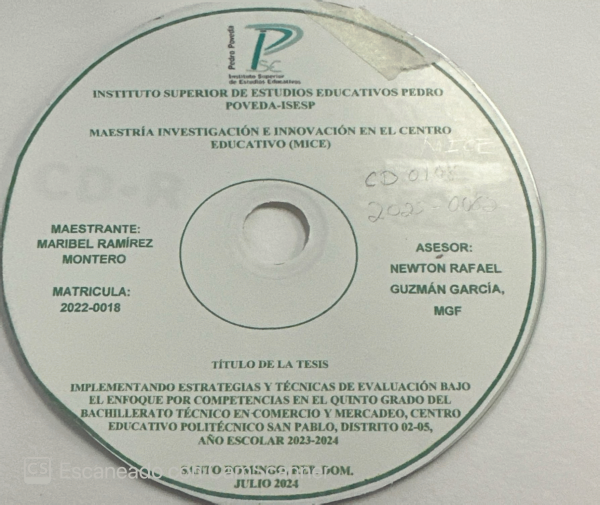 Pedro Poveda
P
SC
Instituto Superior
de Estudios Educativos
INSTITUTO SUPERIOR DE ESTUDIOS EDUCATIVOS PEDRO
POVEDA-ISESP
MAESTRÍA INVESTIGACIÓN E INNOVACIÓN EN EL CENTRO
EDUCATIVO (MICE)
MICE
CD-R
CD 0108
MAESTRANTE:
MARIBEL RAMÍREZ
MONTERO
MATRICULA:
2022-0018
ASESOR:
NEWTON RAFAEL
GUZMÁN GARCÍA,
MGF
TÍTULO DE LA TESIS
IMPLEMENTANDO ESTRATEGIAS Y TÉCNICAS DE EVALUACIÓN BAJO
EL ENFOQUE POR COMPETENCIAS EN EL QUINTO GRADO DEL
BACHILLERATO TÉCNICO EN COMERCIO Y MERCADEO, CENTRO
EDUCATIVO POLITÉCNICO SAN PABLO, DISTRITO 02-05,
AÑO ESCOLAR 2023-2024
SANTO DOMINGO, REP. DOM.
JULIO 2024
CS Escaneado con CamScanner